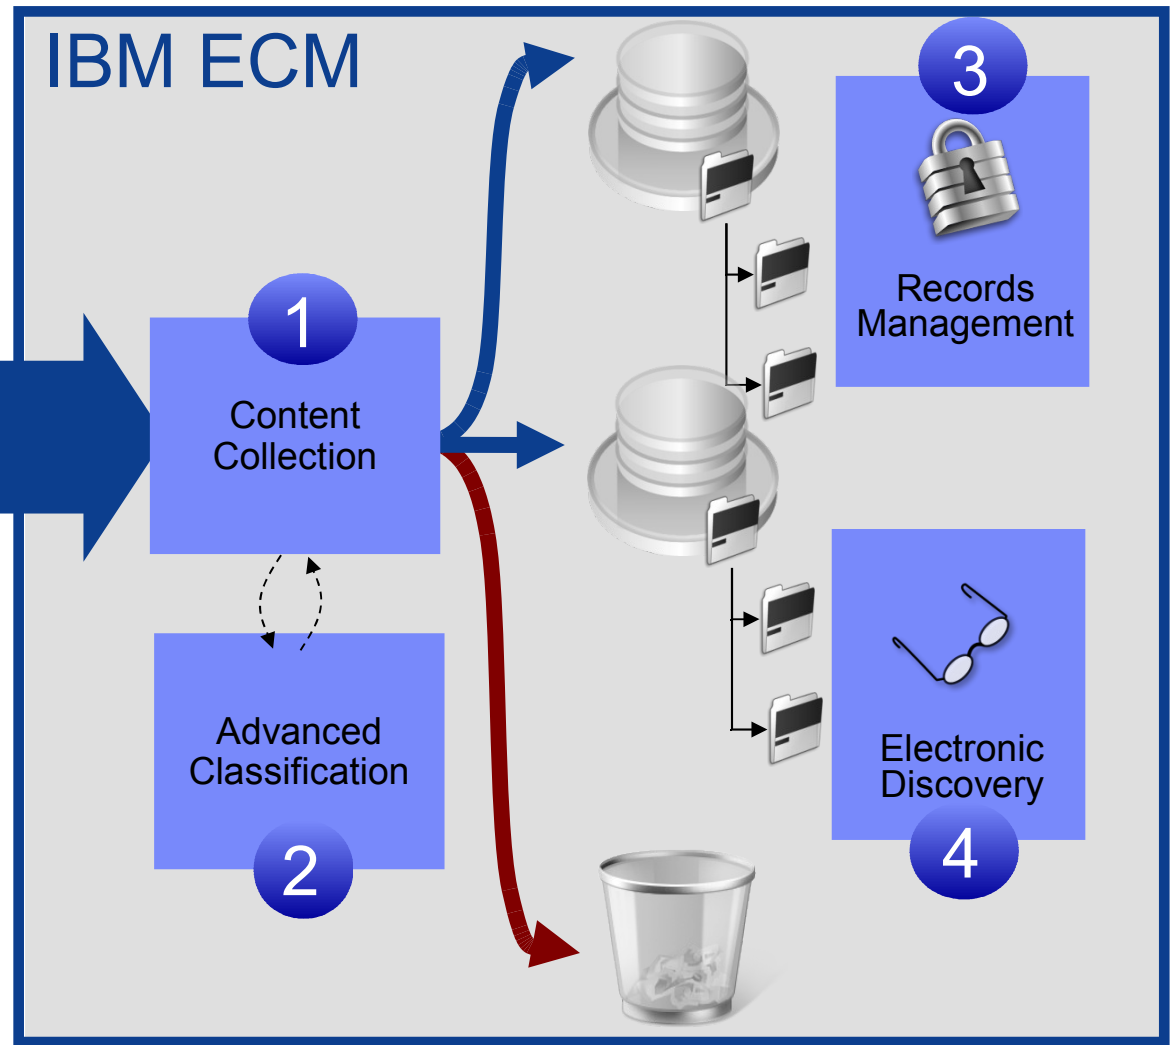 IBM ECM
1
Content
Collection
2
Advanced
Classification
3
Records
Management
4
Electronic
Discovery